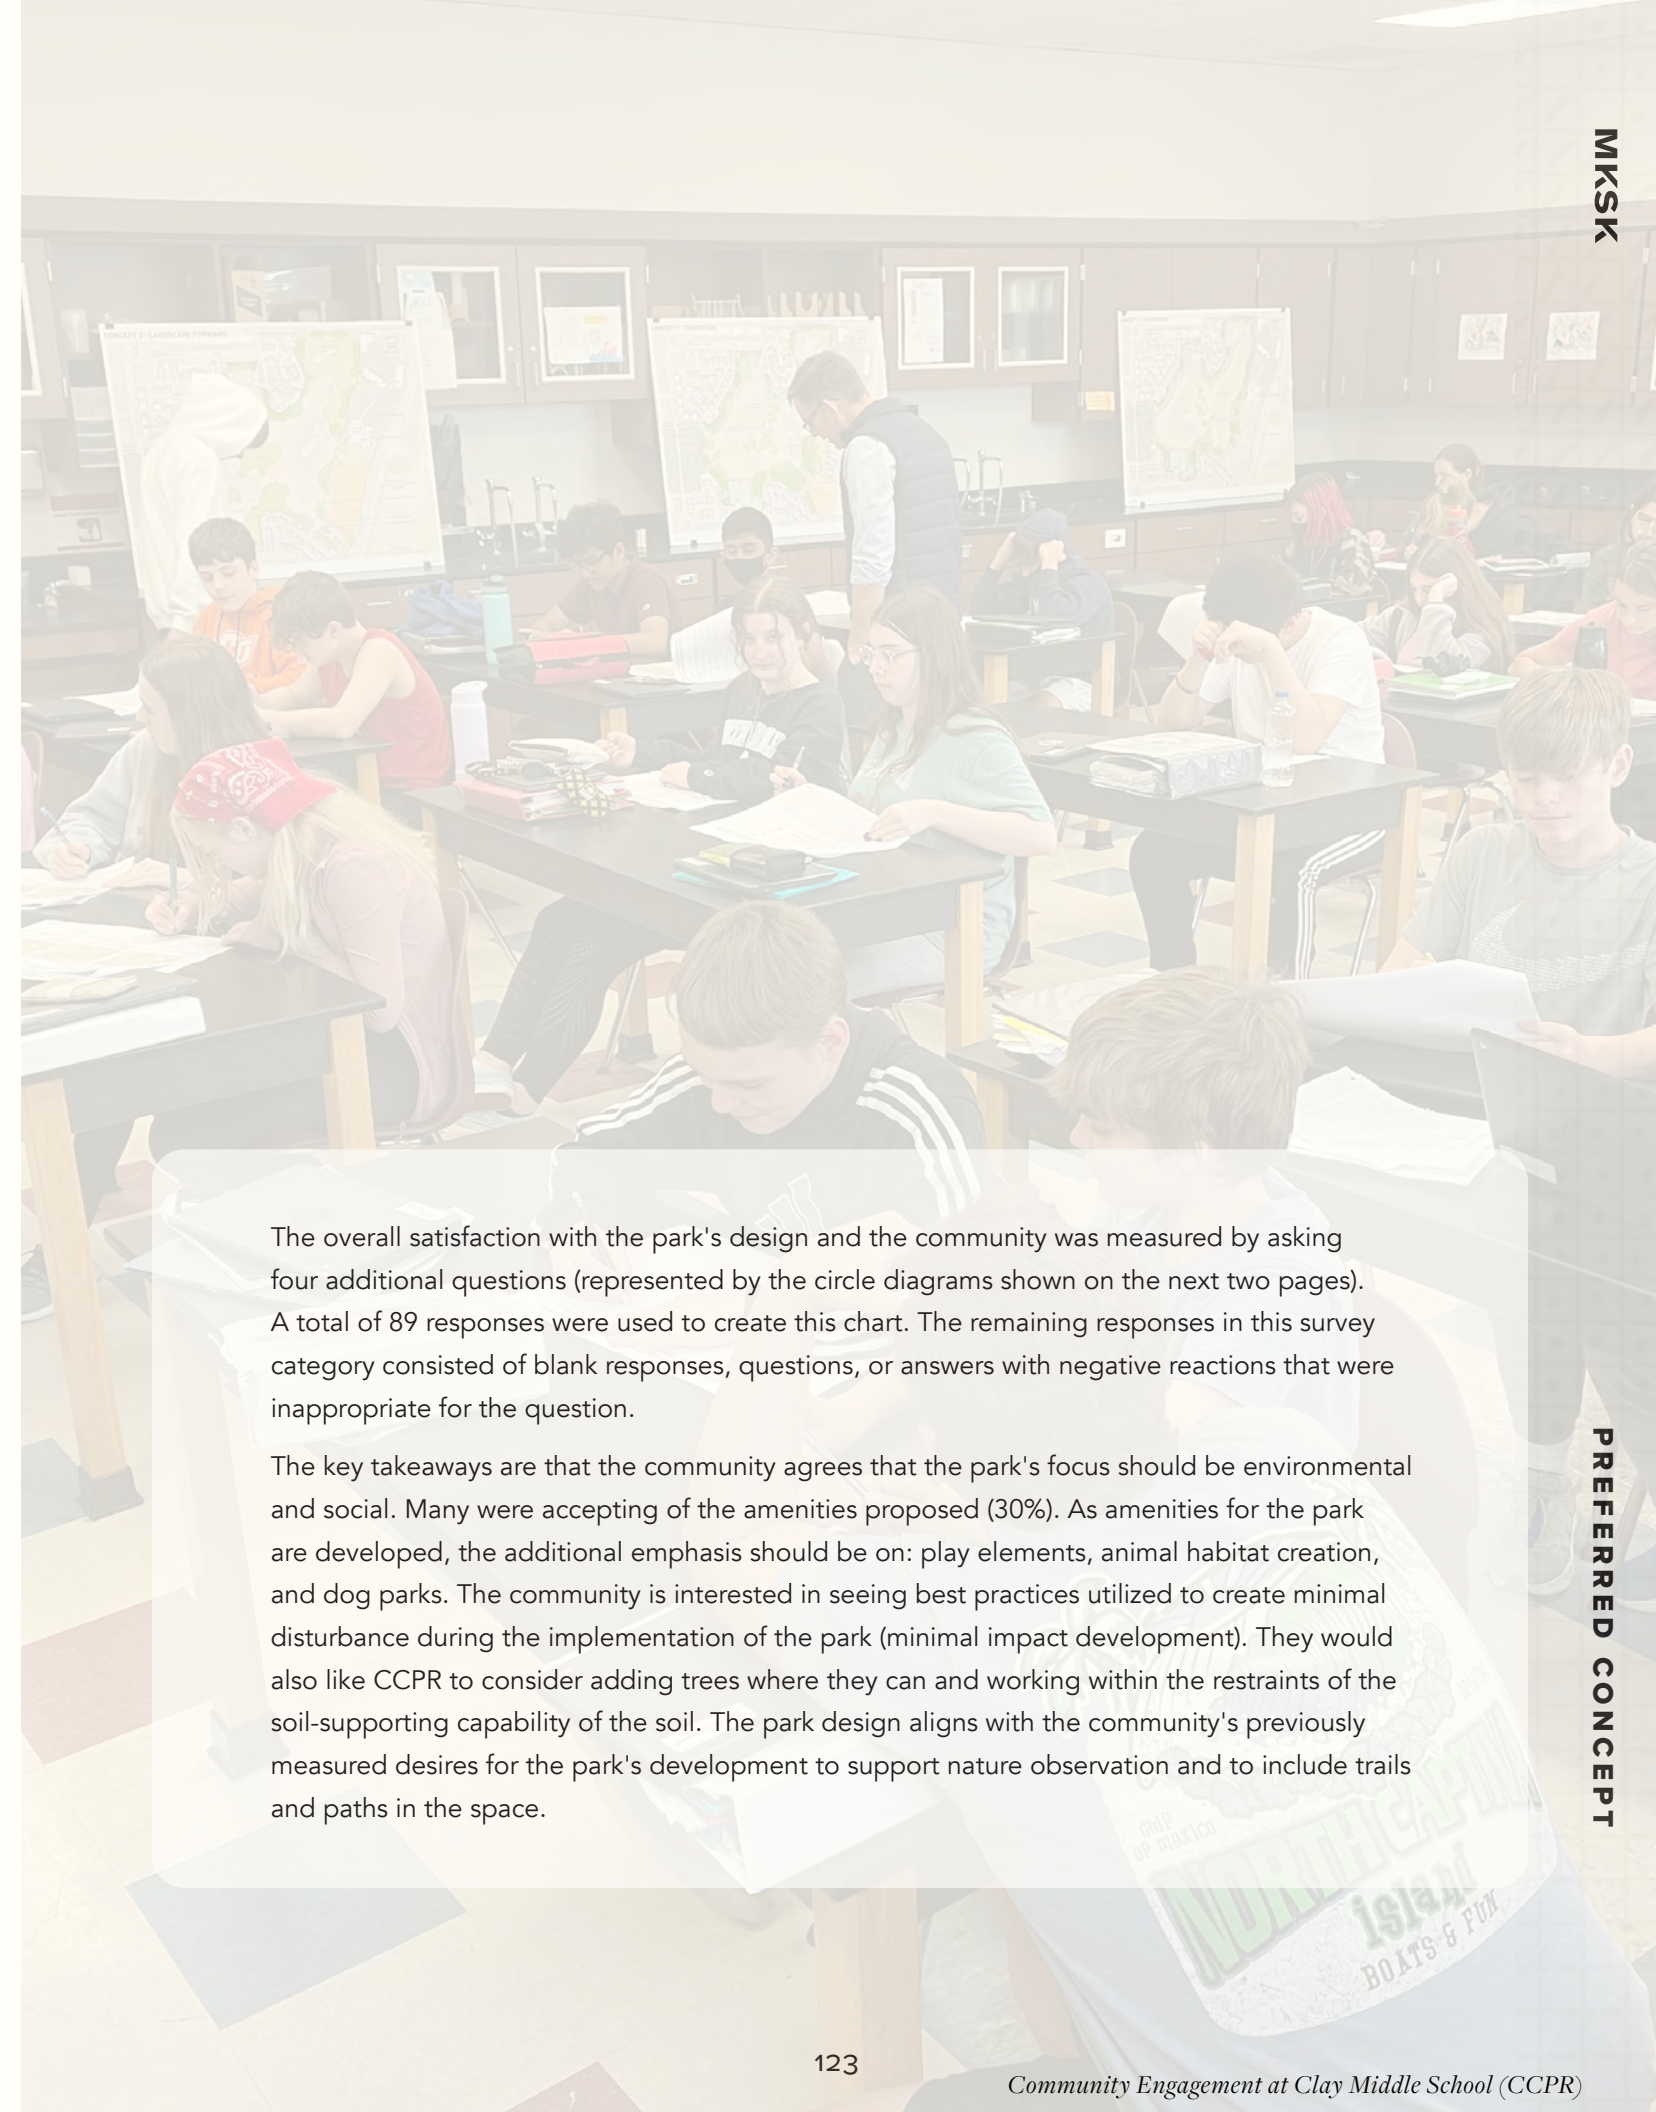 MKSK
CONCEPT 1 - LANDSCAPE FORWARD
The overall satisfaction with the park's design and the community was measured by asking
four additional questions (represented by the circle diagrams shown on the next two pages).
A total of 89 responses were used to create this chart. The remaining responses in this survey
category consisted of blank responses, questions, or answers with negative reactions that were
inappropriate for the question.
The key takeaways are that the community agrees that the park's focus should be environmental
and social. Many were accepting of the amenities proposed (30%). As amenities for the park
are developed, the additional emphasis should be on: play elements, animal habitat creation,
and dog parks. The community is interested in seeing best practices utilized to create minimal
disturbance during the implementation of the park (minimal impact development). They would
also like CCPR to consider adding trees where they can and working within the restraints of the
soil-supporting capability of the soil. The park design aligns with the community's previously
measured desires for the park's development to support nature observation and to include trails
and paths in the space.
PREFERRED CONCEPT
Gulf
of mexico
NORTH CAPTIVA
island
BOATS & FUN
123
Community Engagement at Clay Middle School (CCPR)